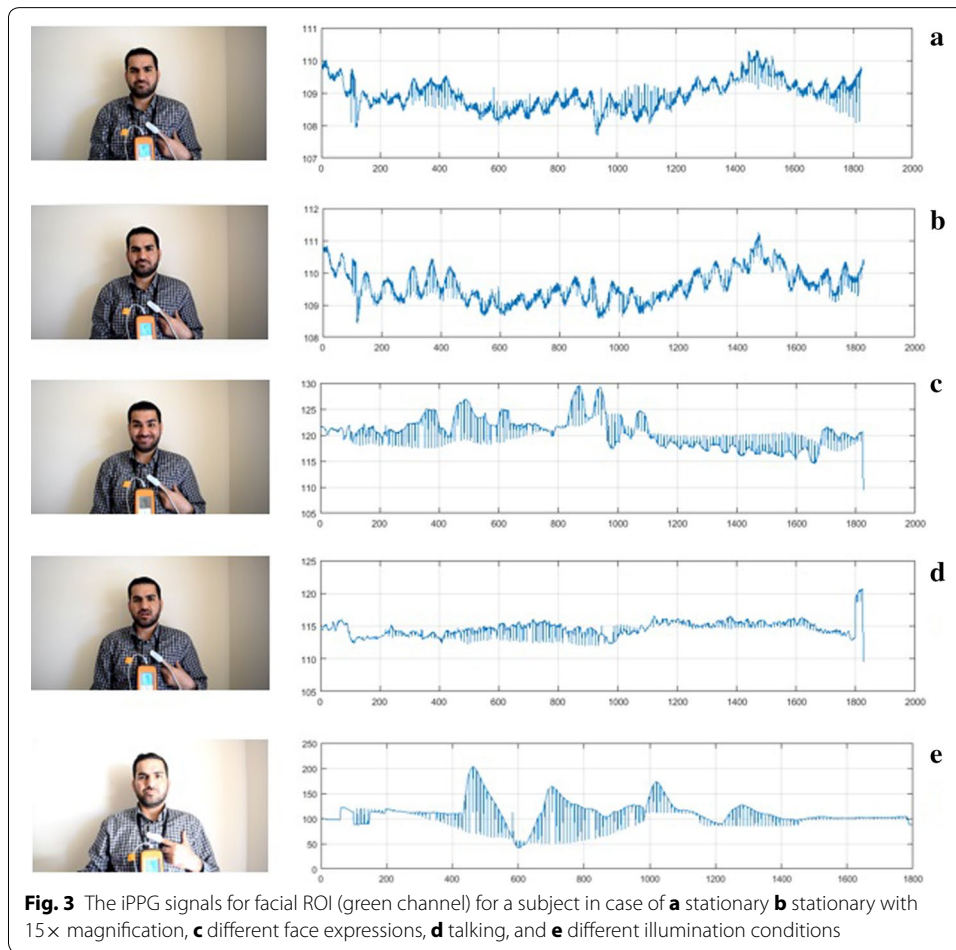 a
110
109
108
107
0 200 400 600 800 1000 1200 1400 1600 1800 2000
b
112
111
110
109
108
0 200 400 600 800 1000 1200 1400 1600 1800 2000
c
130
125
120
115
110
105
0 200 400 600 800 1000 1200 1400 1600 1800 2000
d
125
120
115
110
105
0 200 400 600 800 1000 1200 1400 1600 1800 2000
e
250
200
150
100
50
0
0 200 400 600 800 1000 1200 1400 1600 1800
Fig. 3 The iPPG signals for facial ROI (green channel) for a subject in case of a stationary b stationary with
15× magnification, c different face expressions, d talking, and e different illumination conditions